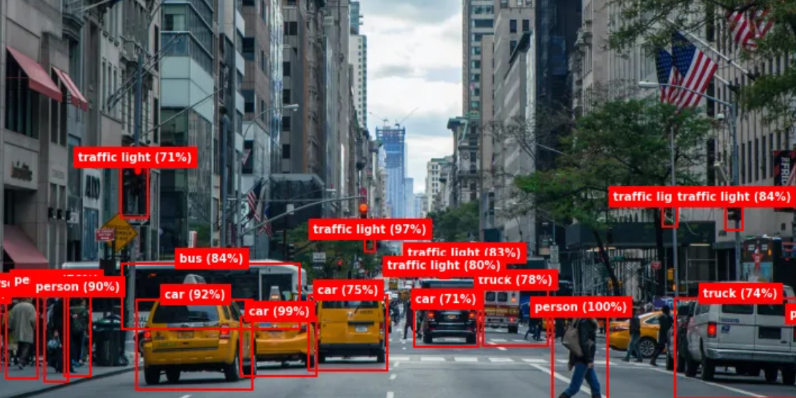 traffic light (71%)
traffic lig
traffic light (84%)
traffic light (97%)
bus (84%)
traffic light (83%)
traffic light (80%)
truck (78%)
pe
person (90%)
car (92%)
car (99%)
car (75%)
car (71%)
person (100%)
truck (74%)
p